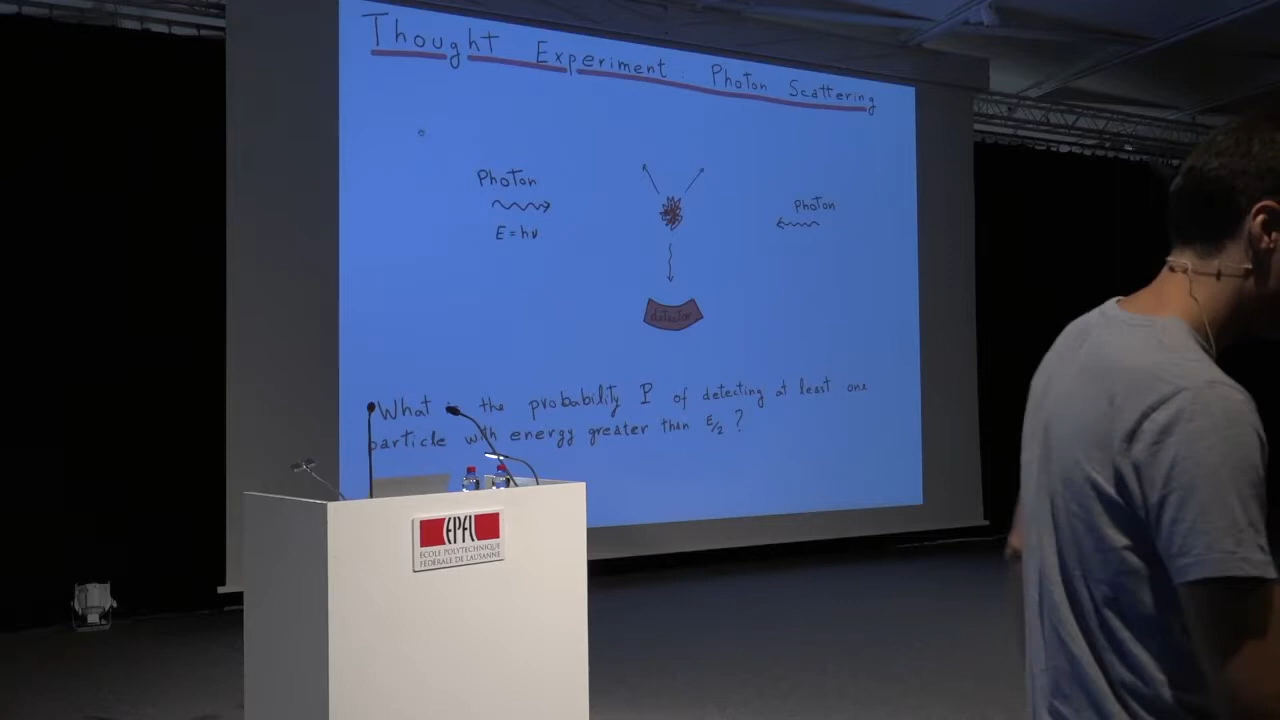 Thought Experiment: Photon Scattering
Photon
E = hν
Photon
detector
What is the probability P of detecting at least one
particle with energy greater than E/2 ?
EPFL
ÉCOLE POLYTECHNIQUE
FÉDÉRALE DE LAUSANNE